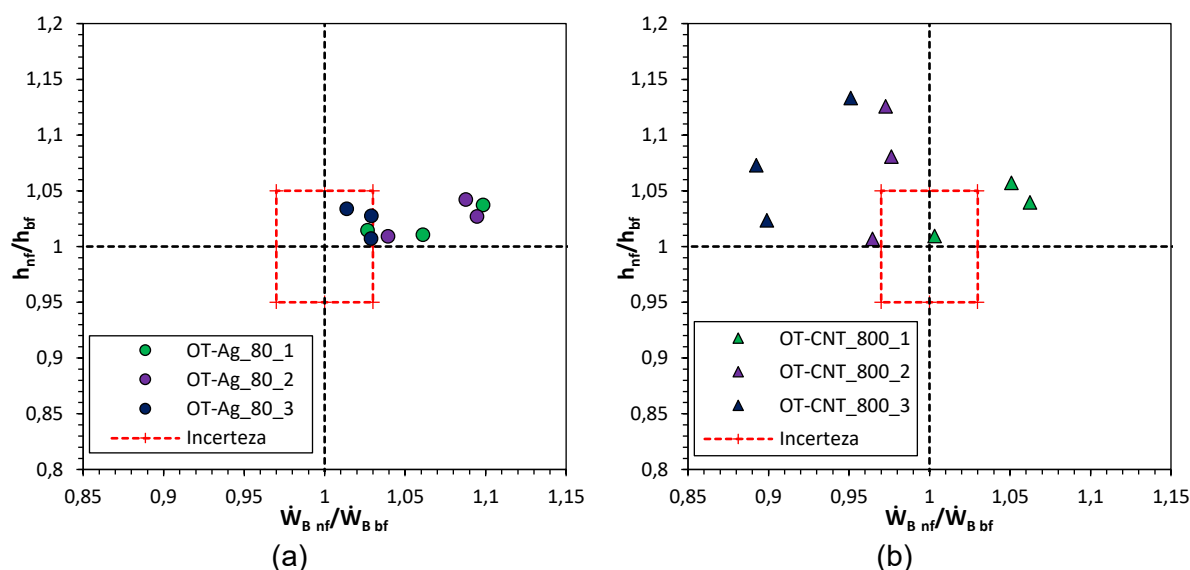 1,2
1,15
1,1
1,05
1
0,95
0,9
0,85
0,8
h_nf/h_bf
OT-Ag_80_1
OT-Ag_80_2
OT-Ag_80_3
Incerteza
0,85 0,9 0,95 1 1,05 1,1 1,15
Ẇ_B nf/Ẇ_B bf
(a)
1,2
1,15
1,1
1,05
1
0,95
0,9
0,85
0,8
h_nf/h_bf
OT-CNT_800_1
OT-CNT_800_2
OT-CNT_800_3
Incerteza
0,85 0,9 0,95 1 1,05 1,1 1,15
Ẇ_B nf/Ẇ_B bf
(b)